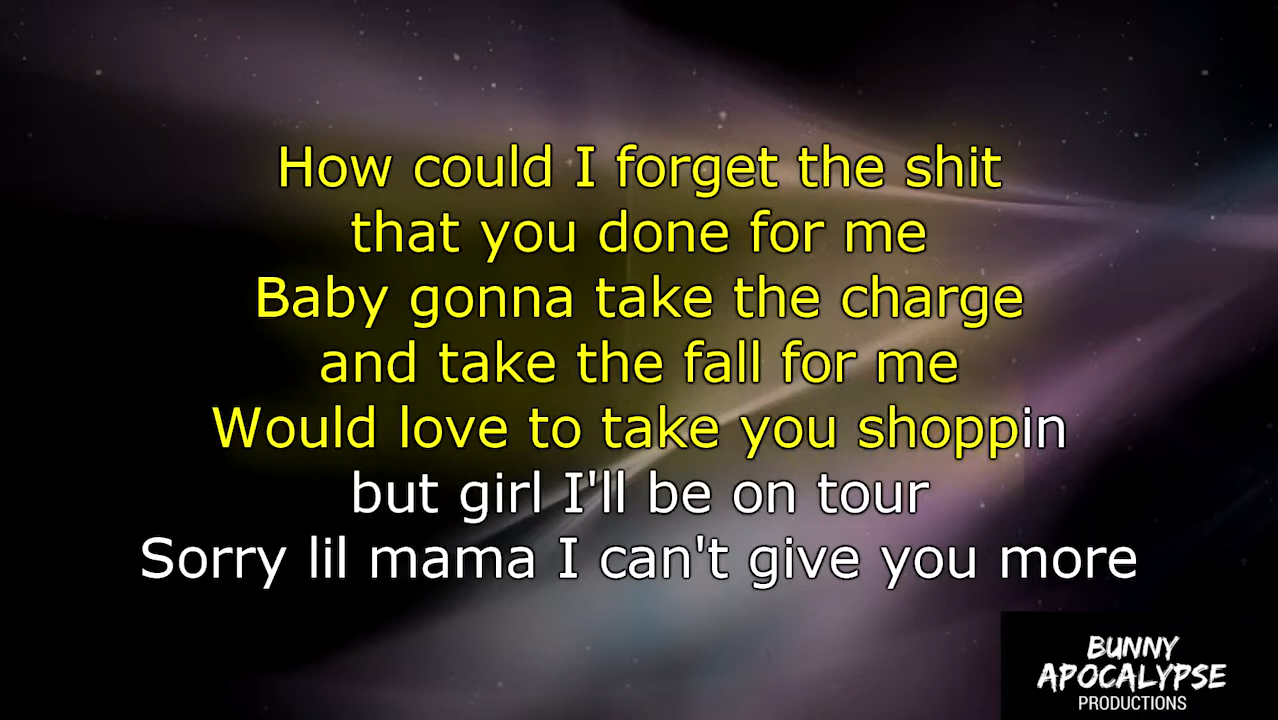 How could I forget the shit
that you done for me
Baby gonna take the charge
and take the fall for me
Would love to take you shoppin
but girl I'll be on tour
Sorry lil mama I can't give you more
BUNNY
APOCALYPSE
PRODUCTIONS